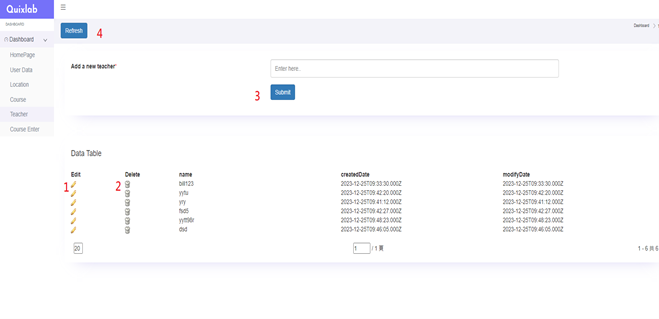 Quixlab
☰
DASHBOARD
Dashboard
HomePage
User Data
Location
Course
Teacher
Course Enter
Refresh
4
Dashboard
Add a new teacher*
Enter here..
3
Submit
Data Table
Edit Delete name createdDate modifyDate
1 2 bill123 2023-12-25T09:33:30.000Z 2023-12-25T09:33:30.000Z
yytu 2023-12-25T09:42:20.000Z 2023-12-25T09:42:20.000Z
yry 2023-12-25T09:41:12.000Z 2023-12-25T09:41:12.000Z
fsd5 2023-12-25T09:42:27.000Z 2023-12-25T09:42:27.000Z
2023-12-25T09:48:23.000Z 2023-12-25T09:48:23.000Z
dsd 2023-12-25T09:46:05.000Z 2023-12-25T09:46:05.000Z
20 1 / 1 頁 1 - 6 共 6